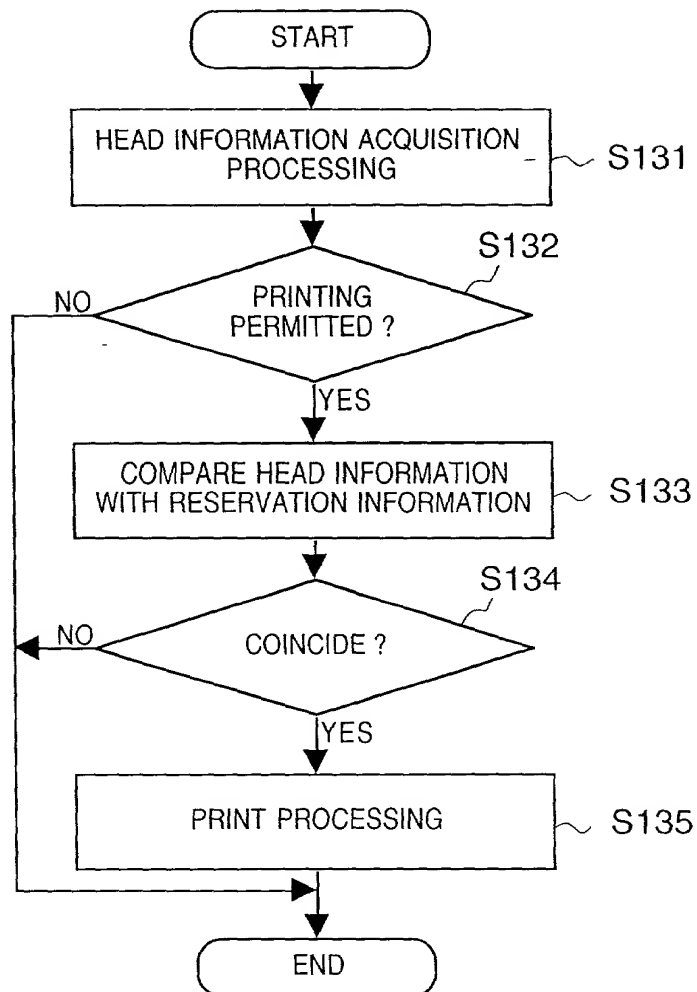 START
HEAD INFORMATION ACQUISITION
PROCESSING
S131
S132
NO
PRINTING
PERMITTED ?
YES
COMPARE HEAD INFORMATION
WITH RESERVATION INFORMATION
S133
S134
NO
COINCIDE ?
YES
PRINT PROCESSING
S135
END